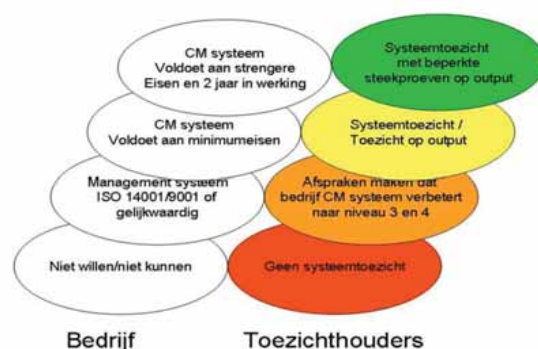 CM systeem
Voldoet aan strengere
Eisen en 2 jaar in werking
Systeemtoezicht
met beperkte
steekproeven op output
CM systeem
Voldoet aan minimumeisen
Systeemtoezicht /
Toezicht op output
Management systeem
ISO 14001/9001 of
gelijkwaardig
Afspraken maken dat
bedrijf CM systeem verbetert
naar niveau 3 en 4
Niet willen/niet kunnen
Geen systeemtoezicht
Bedrijf
Toezichthouders